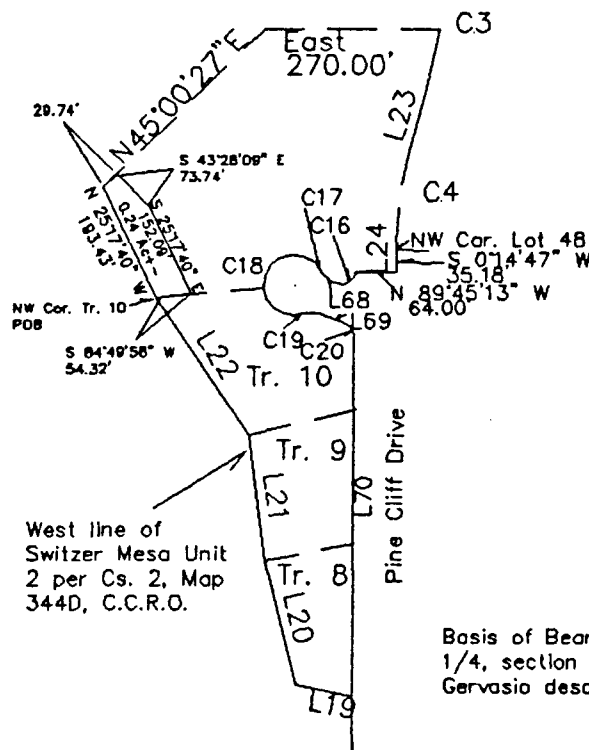 C3
East
270.00'
29.74'
N45°00'27"E
L23
S 43°28'09" E
73.74'
C17
C16
C4
N 25°17'40" W
193.43'
0.24 Ac+-
152.09'
S 25°17'40" E
L24
NW Car. Lot 48
S 0°14'47" W
35.18'
C18
L68
N 89°45'13" W
64.00'
NW Cor. Tr. 10
POB
L69
C19
C20
S 84°49'58" W
54.32'
L22
Tr. 10
Tr. 9
L21
L70
Pine Cliff Drive
West line of
Switzer Mesa Unit
2 per Cs. 2, Map
344D, C.C.R.O.
Tr. 8
L20
Basis of Bear
1/4, section
Gervasio desc
L19